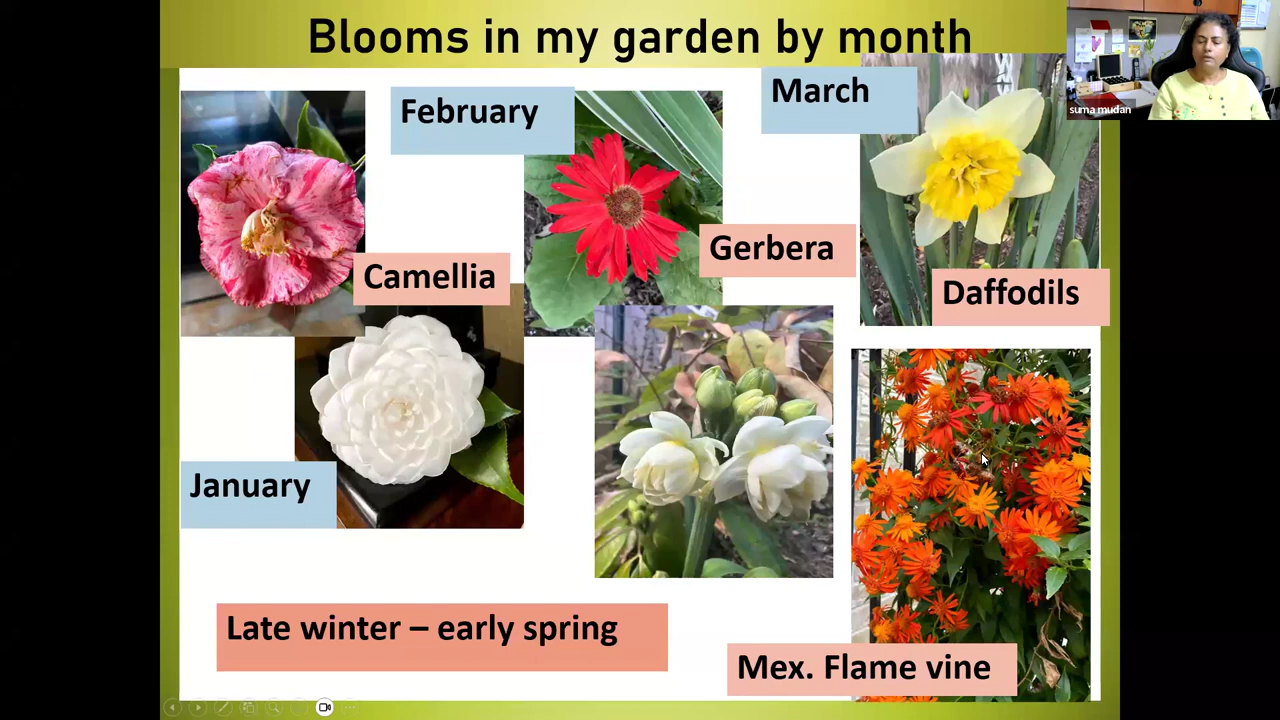 Blooms in my garden by month
suma mudan
February
March
Gerbera
Camellia
Daffodils
January
Late winter – early spring
Mex. Flame vine